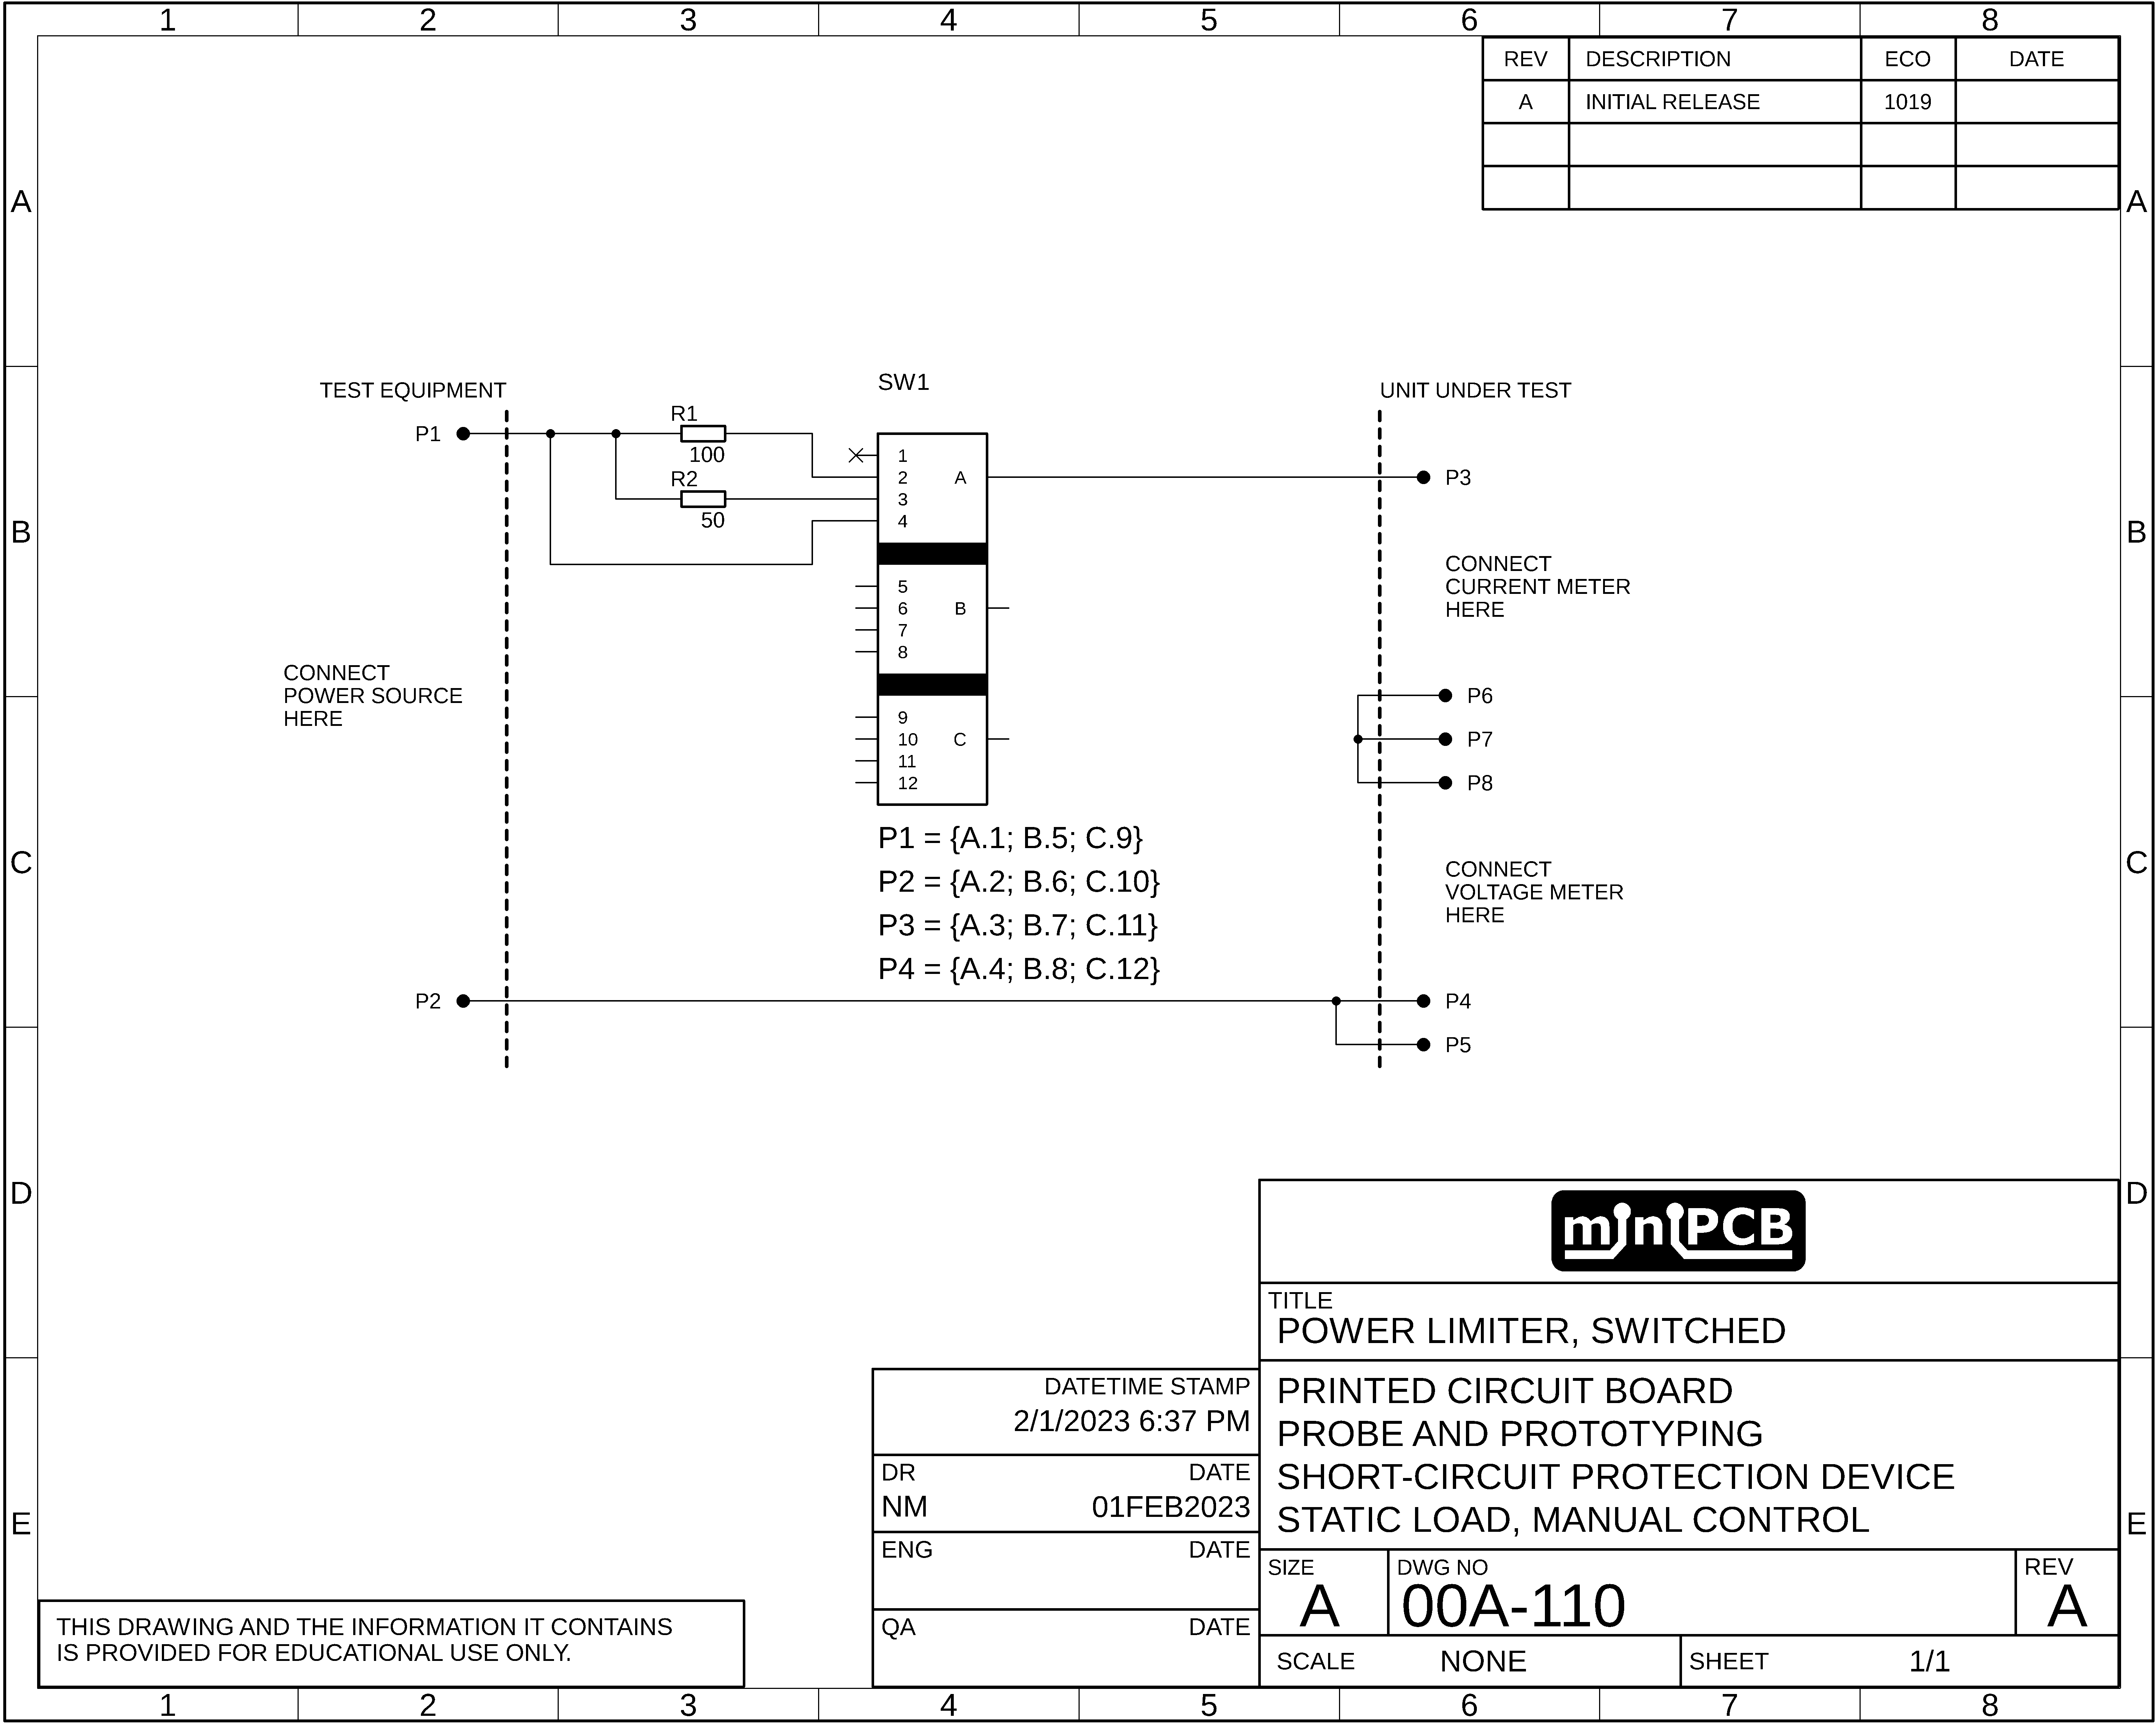 1 2 3 4 5 6 7 8
REV DESCRIPTION ECO DATE
A INITIAL RELEASE 1019
A A
SW1
TEST EQUIPMENT UNIT UNDER TEST
R1
P1
100
1
2 A P3
R2
3
50 4
B B
CONNECT
CURRENT METER
HERE
5
6 B
7
8
CONNECT
POWER SOURCE
HERE
P6
9
10 C P7
11
12 P8
P1 = {A.1; B.5; C.9}
P2 = {A.2; B.6; C.10}
P3 = {A.3; B.7; C.11}
P4 = {A.4; B.8; C.12}
C C
CONNECT
VOLTAGE METER
HERE
P2 P4
P5
D D
miniPCB
TITLE
POWER LIMITER, SWITCHED
PRINTED CIRCUIT BOARD
PROBE AND PROTOTYPING
SHORT-CIRCUIT PROTECTION DEVICE
STATIC LOAD, MANUAL CONTROL
DATETIME STAMP
2/1/2023 6:37 PM
DR DATE
NM 01FEB2023
ENG DATE
QA DATE
E E
SIZE DWG NO REV
A 00A-110 A
SCALE NONE SHEET 1/1
THIS DRAWING AND THE INFORMATION IT CONTAINS
IS PROVIDED FOR EDUCATIONAL USE ONLY.
1 2 3 4 5 6 7 8